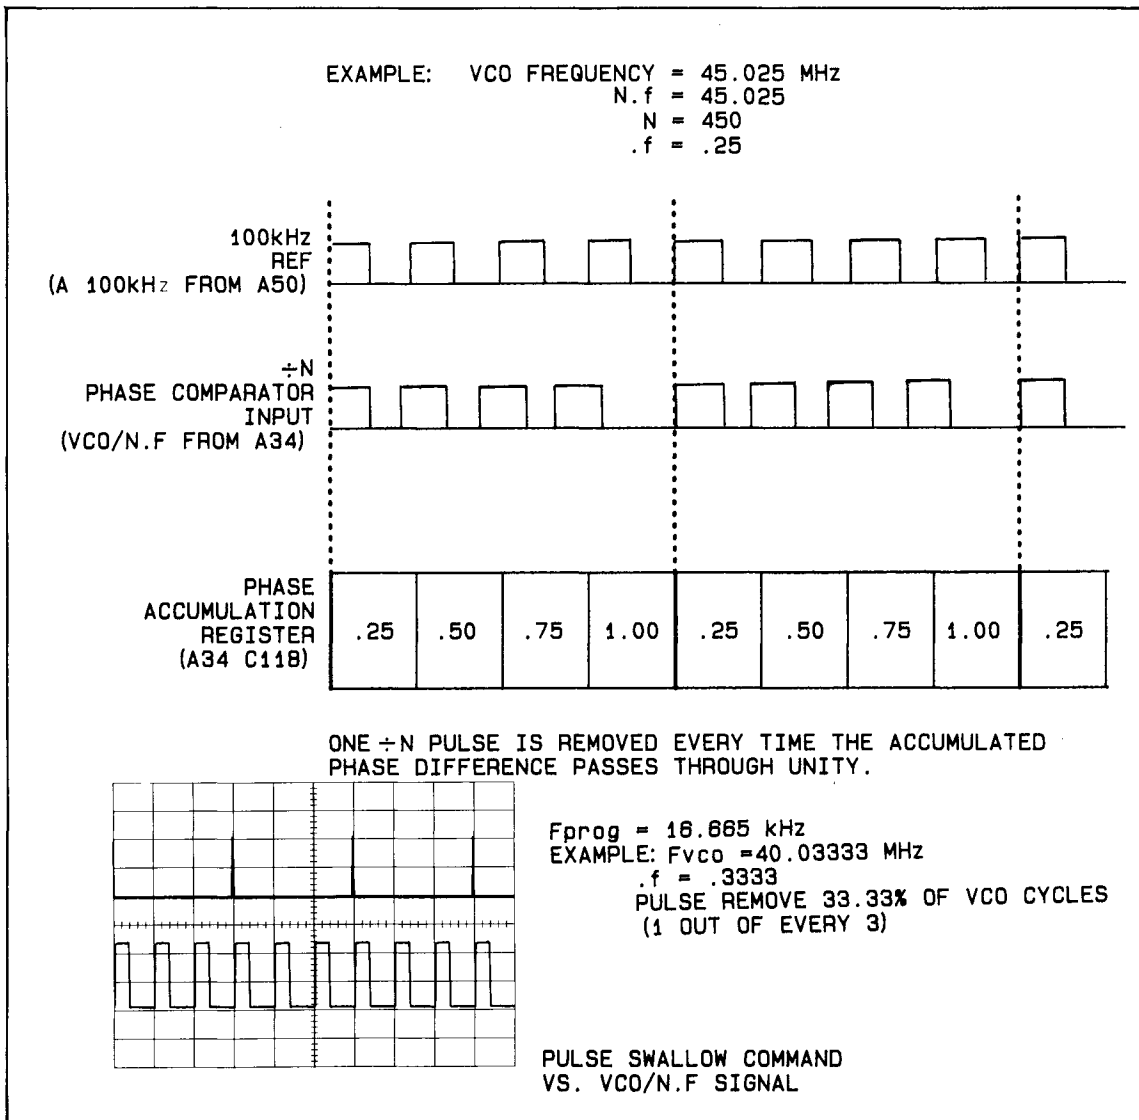 EXAMPLE: VCO FREQUENCY = 45.025 MHz
N.f = 45.025
N = 450
.f = .25
100kHz
REF
(A 100kHz FROM A50)
÷N
PHASE COMPARATOR
INPUT
(VCO/N.F FROM A34)
PHASE
ACCUMULATION
REGISTER
(A34 C118)
.25 .50 .75 1.00 .25 .50 .75 1.00 .25
ONE ÷N PULSE IS REMOVED EVERY TIME THE ACCUMULATED
PHASE DIFFERENCE PASSES THROUGH UNITY.
Fprog = 16.665 kHz
EXAMPLE: Fvco =40.03333 MHz
.f = .3333
PULSE REMOVE 33.33% OF VCO CYCLES
(1 OUT OF EVERY 3)
PULSE SWALLOW COMMAND
VS. VCO/N.F SIGNAL